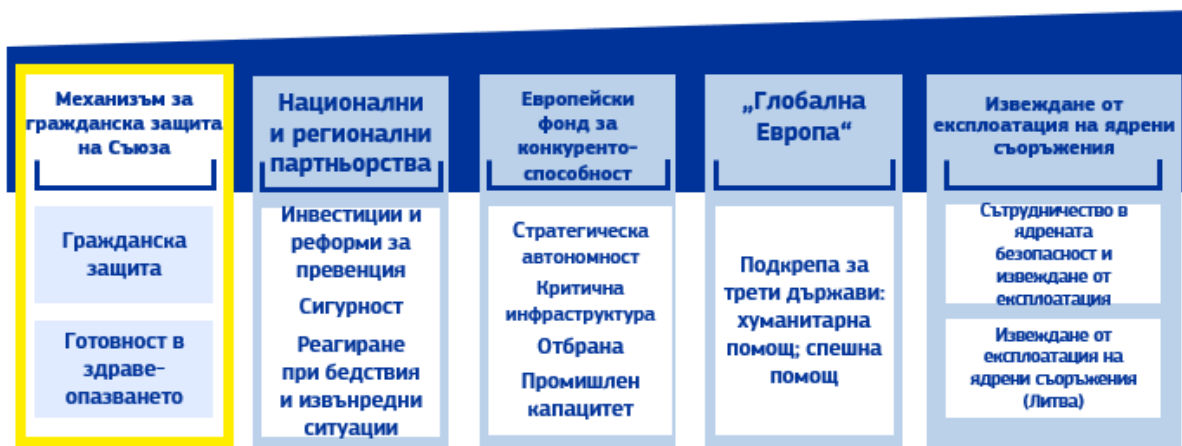 Механизъм за
гражданска защита
на Съюза
Гражданска
защита
Готовност в
здраве-
опазването
Национални
и регионални
партньорства
Инвестиции и
реформи за
превенция
Сигурност
Реагиране
при бедствия
и извънредни
ситуации
Европейски
фонд за
конкуренто-
способност
Стратегическа
автономност
Критична
инфраструктура
Отбрана
Промишлен
капацитет
„Глобална
Европа“
Подкрепа за
трети държави:
хуманитарна
помощ; спешна
помощ
Извеждане от
експлоатация на ядрени
съоръжения
Сътрудничество в
ядрената
безопасност и
извеждане от
експлоатация
Извеждане от
експлоатация на
ядрени съоръжения
(Литва)